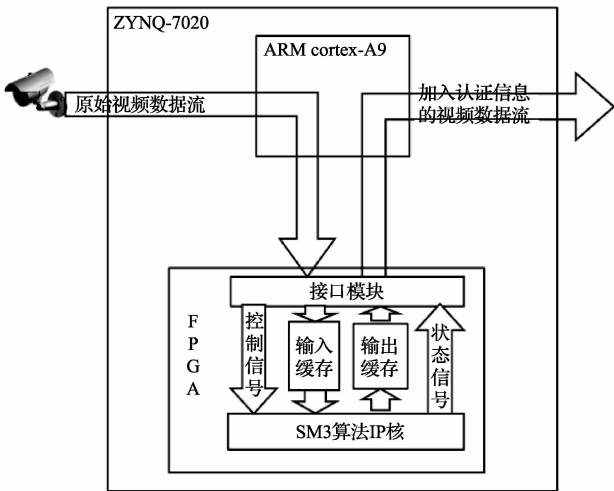 ZYNQ-7020
ARM cortex-A9
原始视频数据流
加入认证信息
的视频数据流
接口模块
FPGA
控制信号
输入
缓存
输出
缓存
状态信号
SM3算法IP核